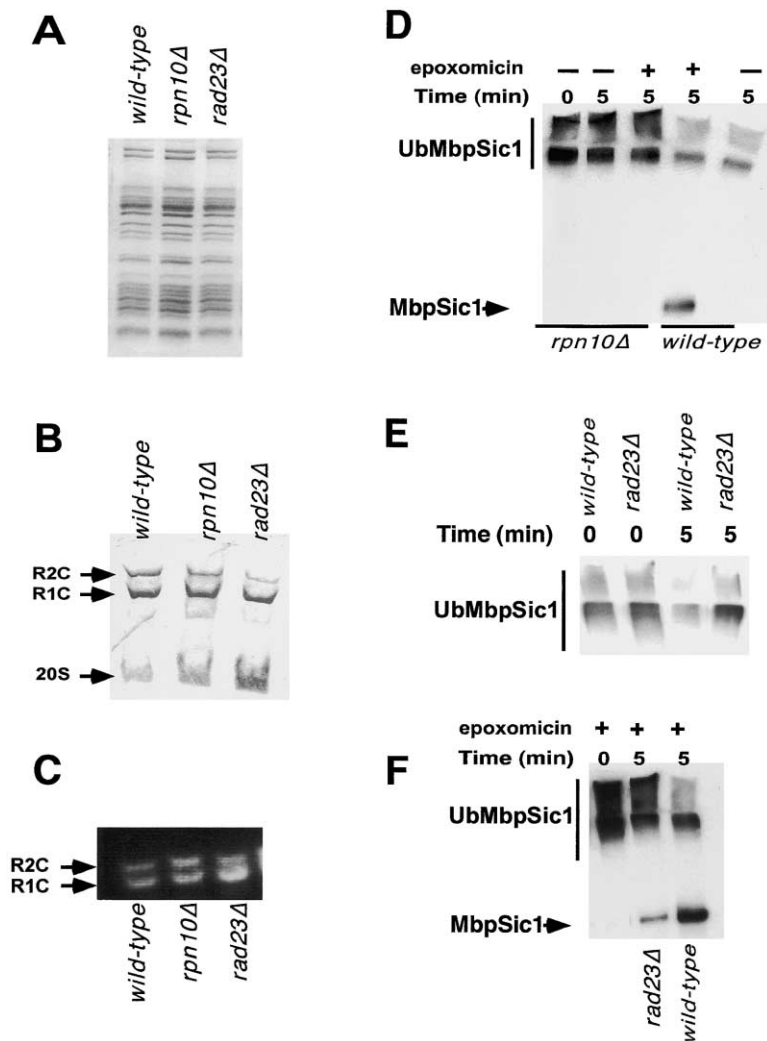 A
wild-type
rpn10Δ
rad23Δ
B
wild-type
rpn10Δ
rad23Δ
R2C
R1C
20S
C
R2C
R1C
wild-type
rpn10Δ
rad23Δ
D
epoxomicin — — + + —
Time (min) 0 5 5 5 5
UbMbpSic1
MbpSic1
rpn10Δ wild-type
E
wild-type
rad23Δ
wild-type
rad23Δ
Time (min) 0 0 5 5
UbMbpSic1
epoxomicin + + +
Time (min) 0 5 5
F
UbMbpSic1
MbpSic1
rad23Δ
wild-type